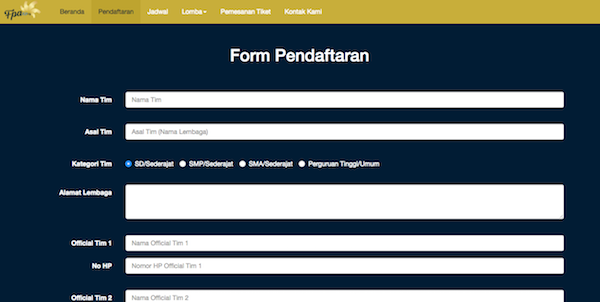 Fpa
Beranda Pendaftaran Jadwal Lomba Pemesanan Tiket Kontak Kami
Form Pendaftaran
Nama Tim Nama Tim
Asal Tim Asal Tim (Nama Lembaga)
Kategori Tim SD/Sederajat SMP/Sederajat SMA/Sederajat Perguruan Tinggi/Umum
Alamat Lembaga
Official Tim 1 Nama Official Tim 1
No HP Nomor HP Official Tim 1
Official Tim 2 Nama Official Tim 2